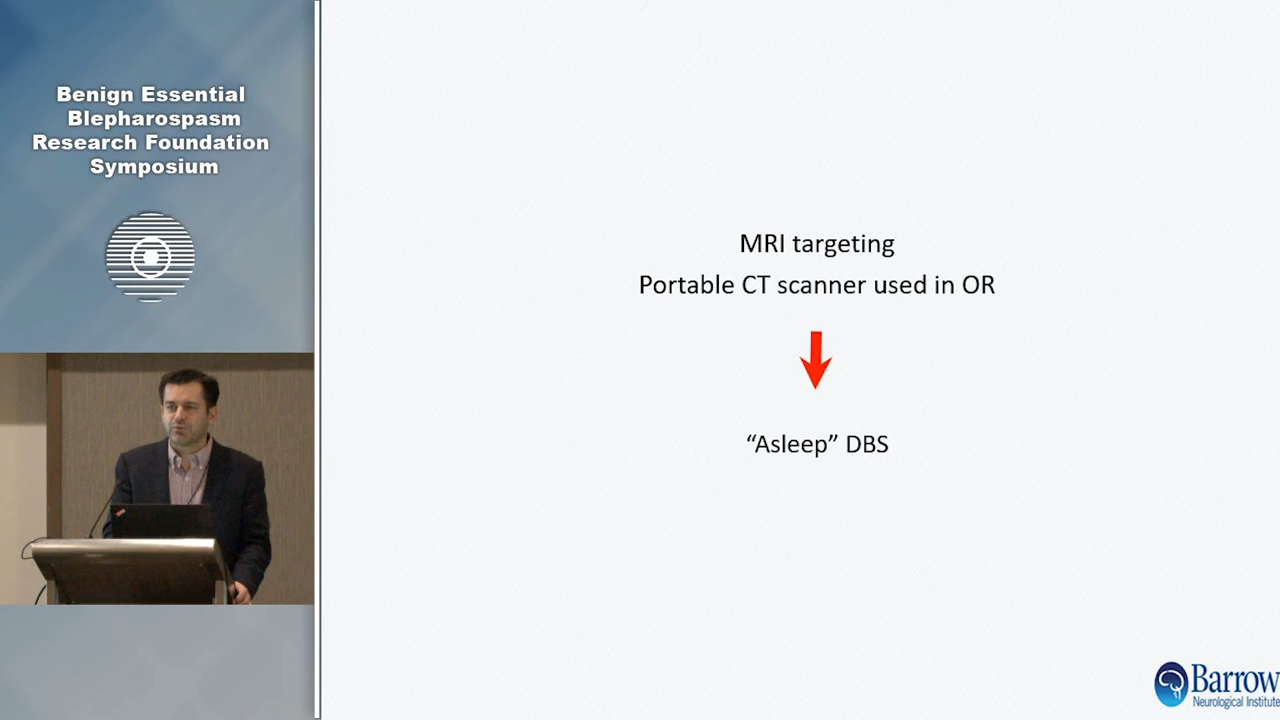 Benign Essential
Blepharospasm
Research Foundation
Symposium
MRI targeting
Portable CT scanner used in OR
“Asleep” DBS
Barrow
Neurological Institute